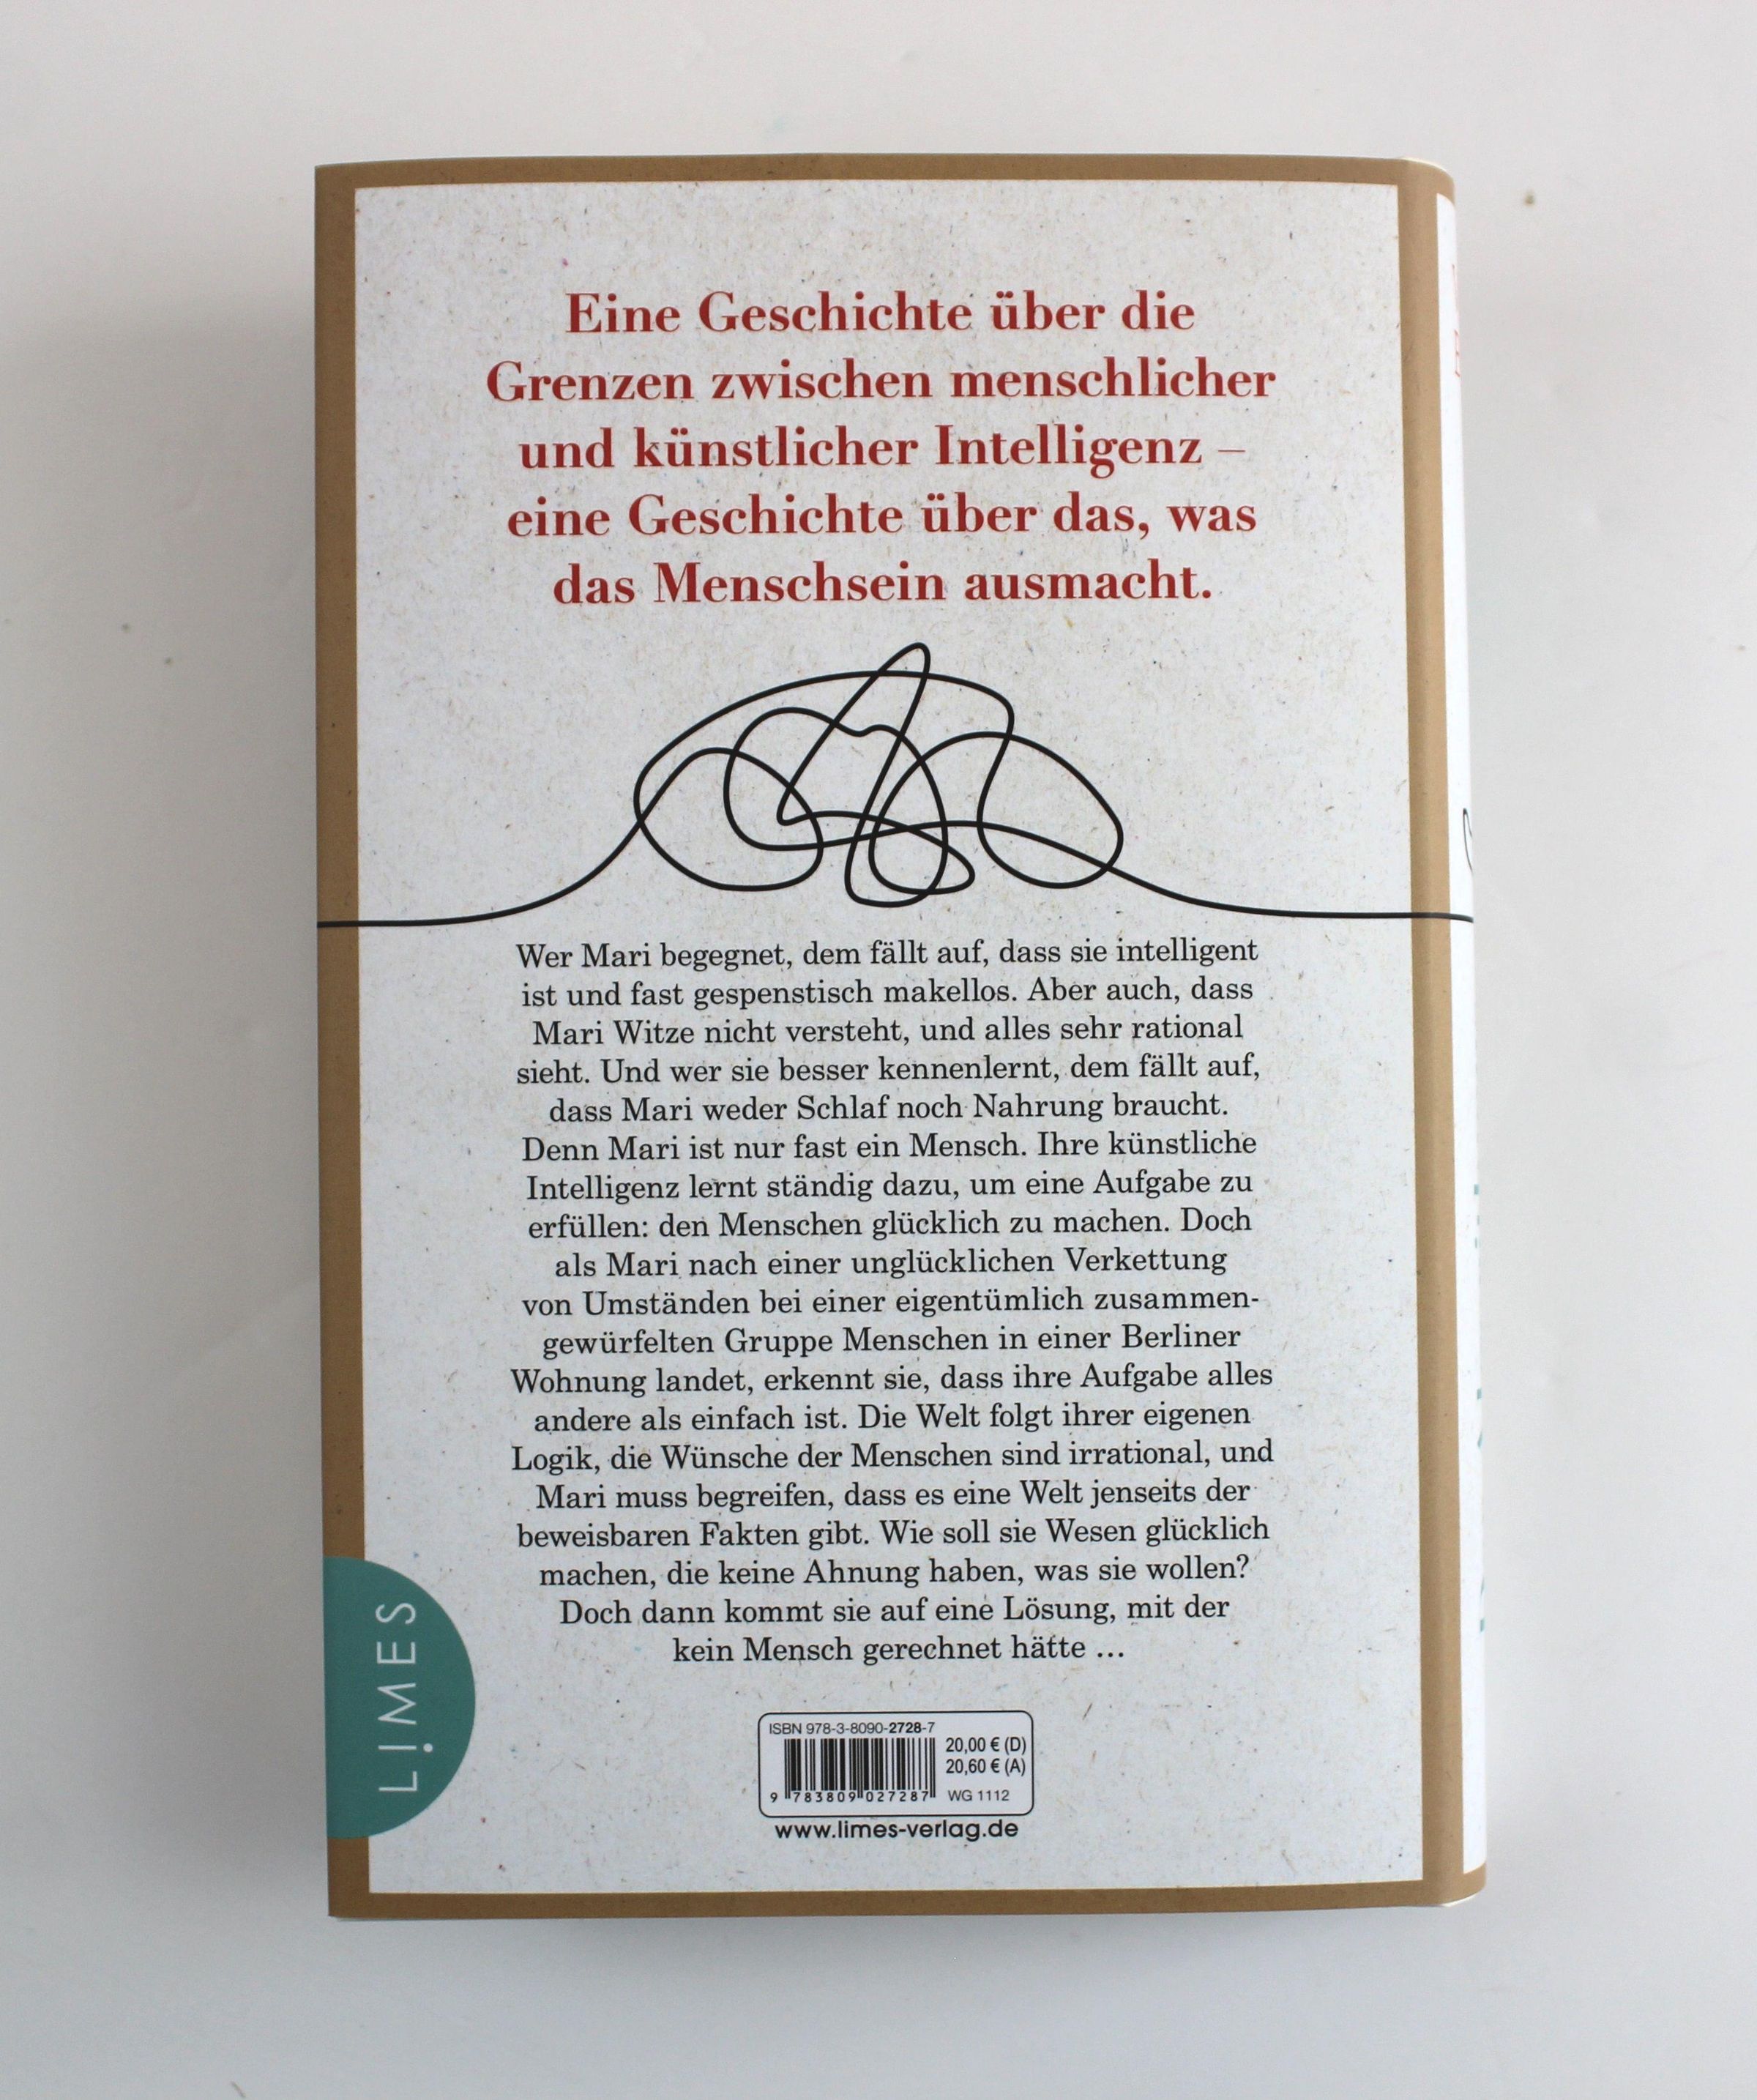 Eine Geschichte über die
Grenzen zwischen menschlicher
und künstlicher Intelligenz –
eine Geschichte über das, was
das Menschsein ausmacht.
Wer Mari begegnet, dem fällt auf, dass sie intelligent
ist und fast gespenstisch makellos. Aber auch, dass
Mari Witze nicht versteht, und alles sehr rational
sieht. Und wer sie besser kennenlernt, dem fällt auf,
dass Mari weder Schlaf noch Nahrung braucht.
Denn Mari ist nur fast ein Mensch. Ihre künstliche
Intelligenz lernt ständig dazu, um eine Aufgabe zu
erfüllen: den Menschen glücklich zu machen. Doch
als Mari nach einer unglücklichen Verkettung
von Umständen bei einer eigentümlich zusammen-
gewürfelten Gruppe Menschen in einer Berliner
Wohnung landet, erkennt sie, dass ihre Aufgabe alles
andere als einfach ist. Die Welt folgt ihrer eigenen
Logik, die Wünsche der Menschen sind irrational, und
Mari muss begreifen, dass es eine Welt jenseits der
beweisbaren Fakten gibt. Wie soll sie Wesen glücklich
machen, die keine Ahnung haben, was sie wollen?
Doch dann kommt sie auf eine Lösung, mit der
kein Mensch gerechnet hätte ...
LIMES
ISBN 978-3-8090-2728-7
20,00 € (D)
20,60 € (A)
9 783809 027287 WG 1112
www.limes-verlag.de